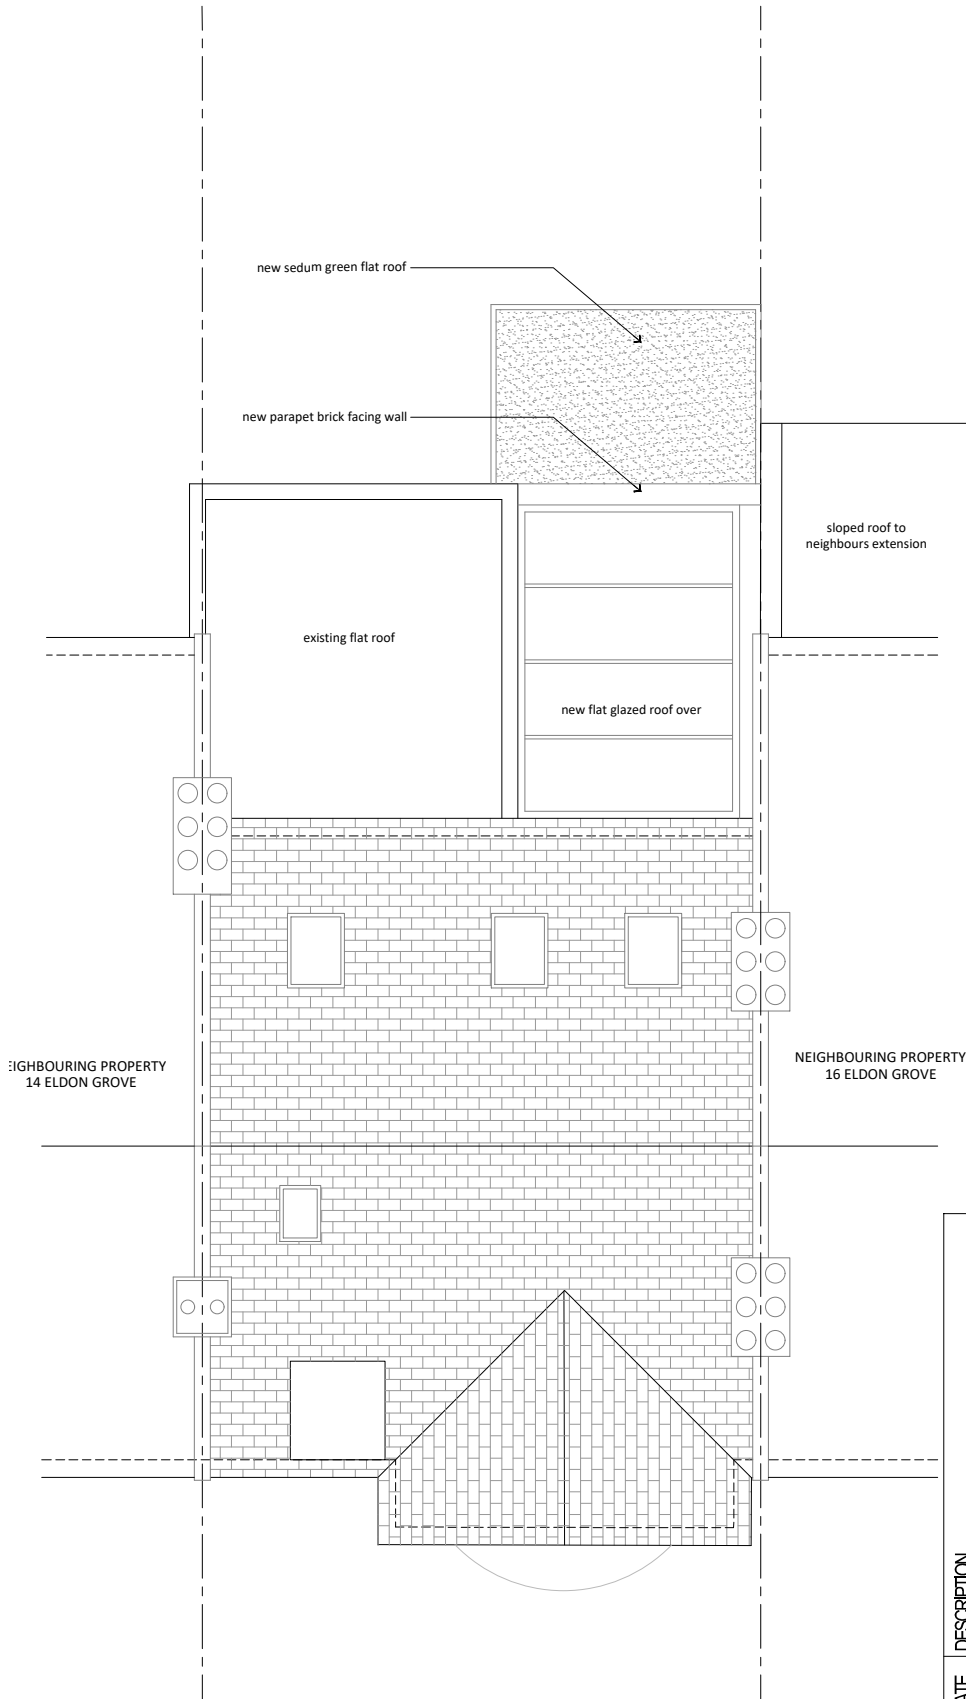 new sedum green flat roof
new parapet brick facing wall
sloped roof to
neighbours extension
existing flat roof
new flat glazed roof over
EIGHBOURING PROPERTY
14 ELDON GROVE
NEIGHBOURING PROPERTY
16 ELDON GROVE
DESCRIPTION
ATE